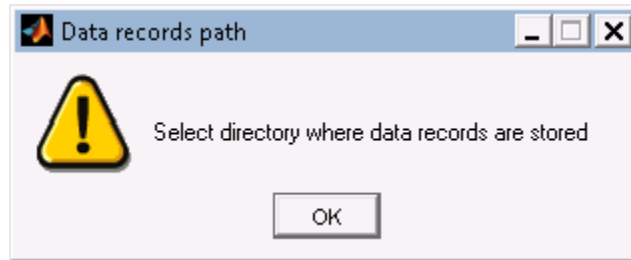 Data records path
Select directory where data records are stored
OK